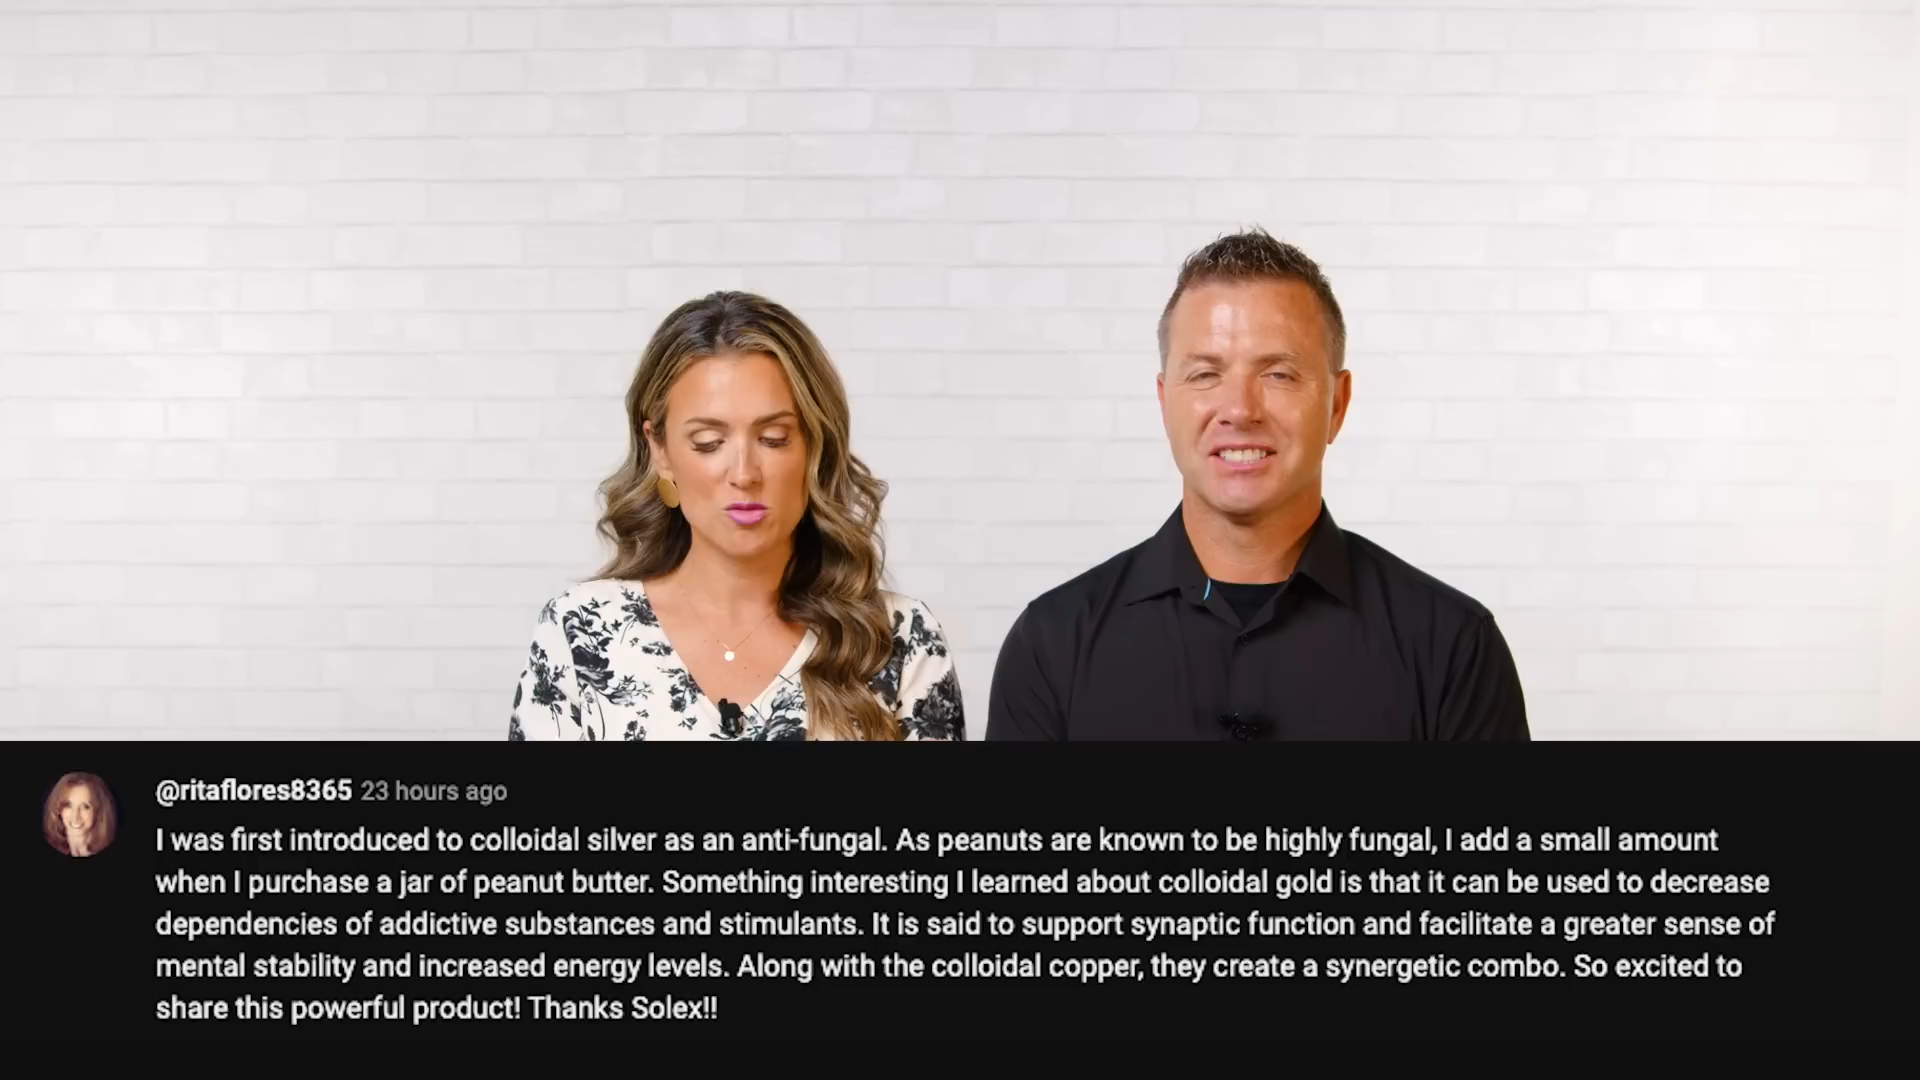 @ritaflores8365 23 hours ago
I was first introduced to colloidal silver as an anti-fungal. As peanuts are known to be highly fungal, I add a small amount
when I purchase a jar of peanut butter. Something interesting I learned about colloidal gold is that it can be used to decrease
dependencies of addictive substances and stimulants. It is said to support synaptic function and facilitate a greater sense of
mental stability and increased energy levels. Along with the colloidal copper, they create a synergetic combo. So excited to
share this powerful product! Thanks Solex!!